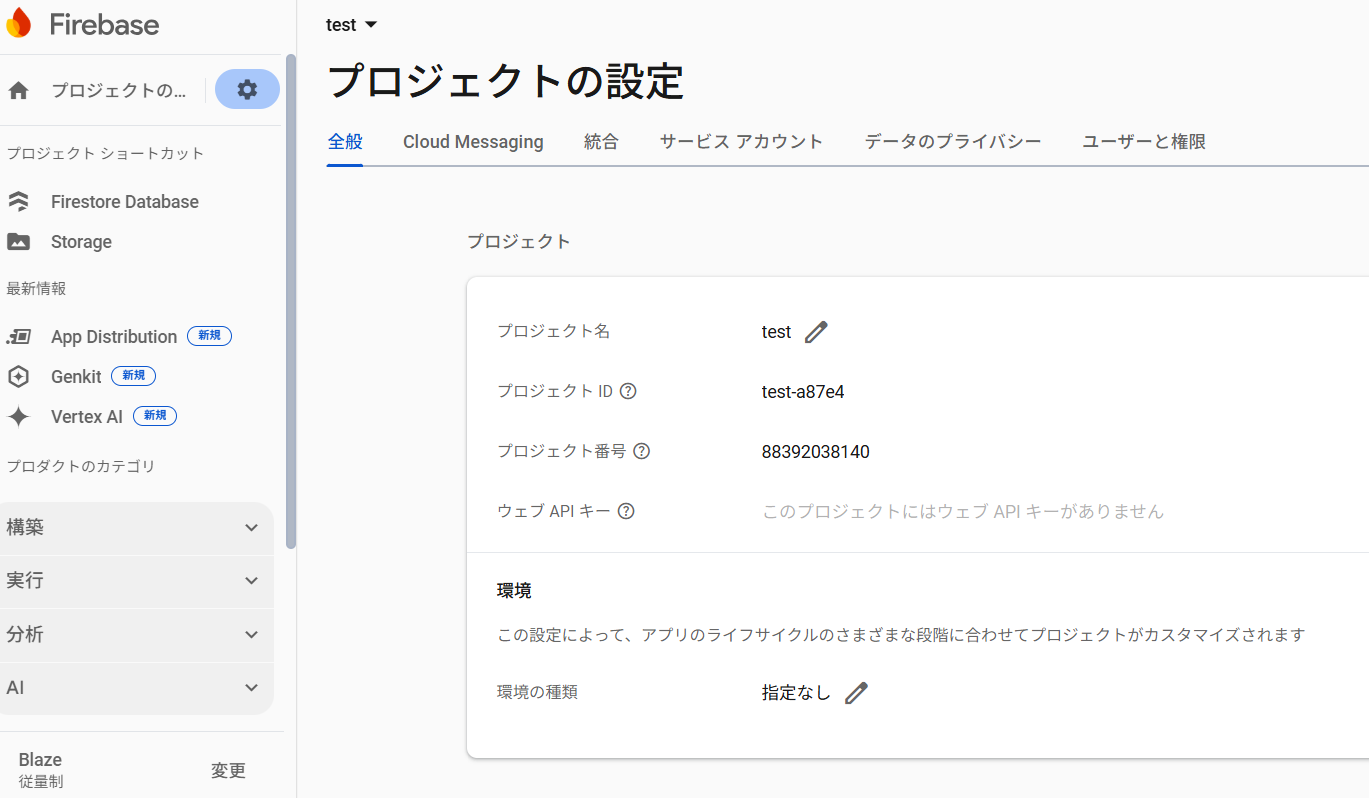 Firebase
プロジェクトの...
プロジェクト ショートカット
Firestore Database
Storage
最新情報
App Distribution 新規
Genkit 新規
Vertex AI 新規
プロダクトのカテゴリ
構築
実行
分析
AI
Blaze
従量制
変更
test
プロジェクトの設定
全般 Cloud Messaging 統合 サービス アカウント データのプライバシー ユーザーと権限
プロジェクト
プロジェクト名 test
プロジェクト ID test-a87e4
プロジェクト番号 88392038140
ウェブ API キー このプロジェクトにはウェブ API キーがありません
環境
この設定によって、アプリのライフサイクルのさまざまな段階に合わせてプロジェクトがカスタマイズされます
環境の種類 指定なし